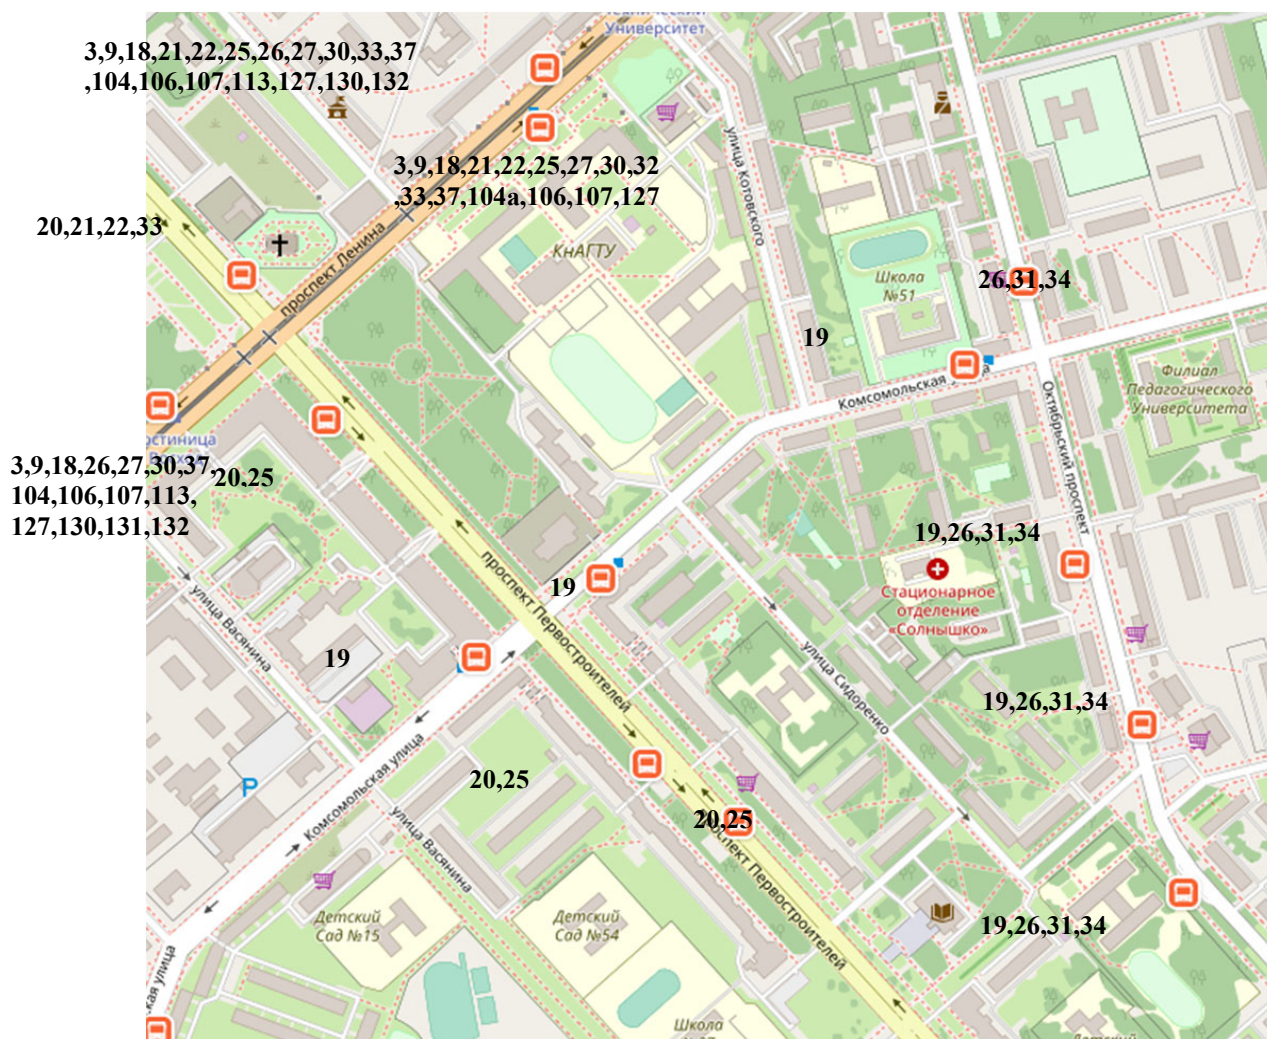 Технический
Университет
3,9,18,21,22,25,26,27,30,33,37
,104,106,107,113,127,130,132
3,9,18,21,22,25,27,30,32
,33,37,104а,106,107,127
20,21,22,33
проспект Ленина
КнАГТУ
улица Котовского
Школа
№51
26,31,34
19
Комсомольская улица
Филиал
Педагогического
Университета
Октябрьский проспект
3,9,18,26,27,30,37,
104,106,107,113,
127,130,131,132
20,25
19,26,31,34
Стационарное
отделение
«Солнышко»
19
проспект Первостроителей
улица Васянина
19
улица Сидоренко
19,26,31,34
20,25
P
Комсомольская улица
улица Васянина
20,25
проспект Первостроителей
Детский
Сад №15
Детский
Сад №54
19,26,31,34
Школа